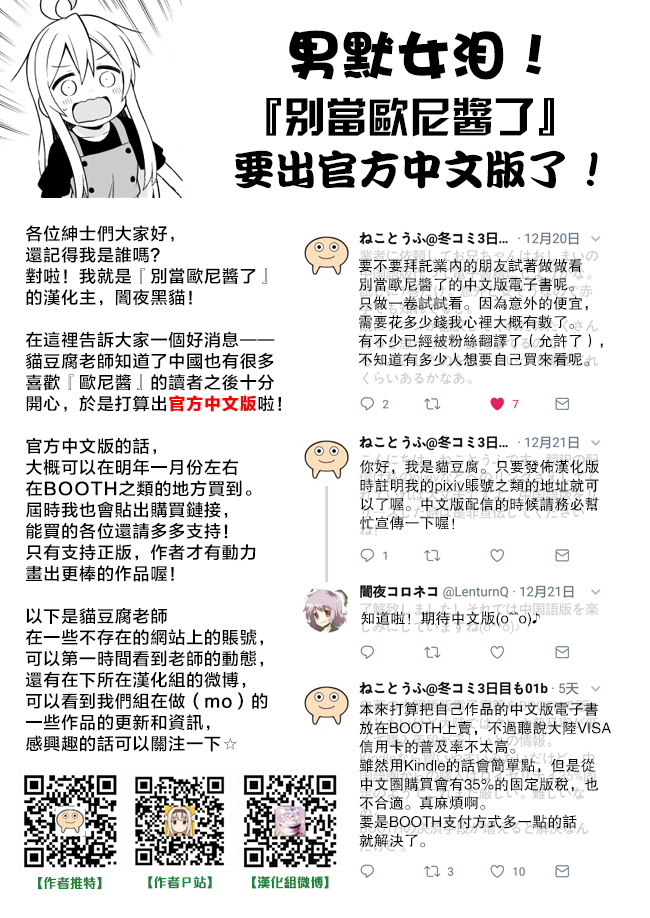 男默女泪！
『别當歐尼醬了』
要出官方中文版了！
各位紳士們大家好，
還記得我是誰嗎？
對啦！我就是『別當歐尼醬了』
的漢化主，闇夜黑貓！
在這裡告訴大家一個好消息——
貓豆腐老師知道了中國也有很多
喜歡『歐尼醬』的讀者之後十分
開心，於是打算出官方中文版啦！
官方中文版的話，
大概可以在明年一月份左右
在BOOTH之類的地方買到。
屆時我也會貼出購買鏈接，
能買的各位還請多多支持！
只有支持正版，作者才有動力
畫出更棒的作品喔！
以下是貓豆腐老師
在一些不存在的網站上的賬號，
可以第一時間看到老師的動態，
還有在下所在漢化組的微博，
可以看到我們組在做（mo）的
一些作品的更新和資訊，
感興趣的話可以關注一下☆
【作者推特】
【作者P站】
【漢化組微博】
ねことうふ@冬コミ3日... · 12月20日
要不要拜託業內的朋友試著做做看
別當歐尼醬了的中文版電子書呢。
只做一卷試試看。因為意外的便宜，
需要花多少錢我心裡大概有數了。
有不少已經被粉絲翻譯了（允許了），
不知道有多少人想要自己買來看呢。
くらいあるかなあ。
2 7
ねことうふ@冬コミ3日... · 12月21日
你好，我是貓豆腐。只要發佈漢化版
時註明我的pixiv賬號之類的地址就可
以了喔。中文版配信的時候請務必幫
忙宣傳一下喔！
1
闇夜コロネコ @LenturnQ · 12月21日
知道啦！期待中文版(o^^o)♪
ねことうふ@冬コミ3日目も01b · 5天
本來打算把自己作品的中文版電子書
放在BOOTH上賣，不過聽說大陸VISA
信用卡的普及率不太高。
雖然用Kindle的話會簡單點，但是從
中文圈購買會有35%的固定版稅，也
不合適。真麻煩啊。
要是BOOTH支付方式多一點的話
就解決了。
3 10